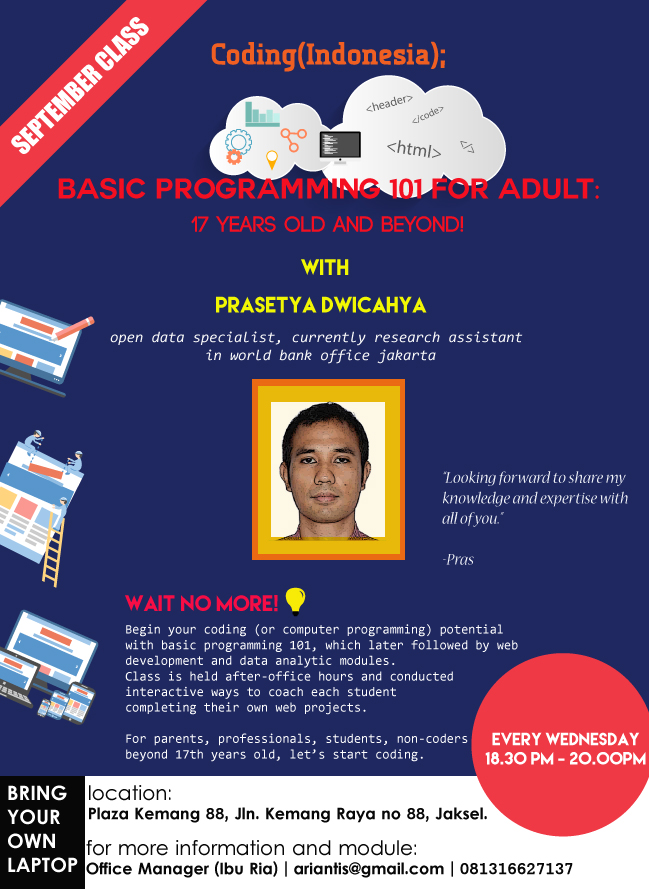 SEPTEMBER CLASS
Coding(Indonesia);
<header>
</code>
<html>
</>
BASIC PROGRAMMING 101 FOR ADULT:
17 YEARS OLD AND BEYOND!
WITH
PRASETYA DWICAHYA
open data specialist, currently research assistant
in world bank office jakarta
"Looking forward to share my
knowledge and expertise with
all of you."
-Pras
WAIT NO MORE!
Begin your coding (or computer programming) potential
with basic programming 101, which later followed by web
development and data analytic modules.
Class is held after-office hours and conducted
interactive ways to coach each student
completing their own web projects.
For parents, professionals, students, non-coders
beyond 17th years old, let's start coding.
EVERY WEDNESDAY
18.30 PM - 20.00PM
BRING
YOUR
OWN
LAPTOP
location:
Plaza Kemang 88, Jln. Kemang Raya no 88, Jaksel.
for more information and module:
Office Manager (Ibu Ria) | ariantis@gmail.com | 081316627137